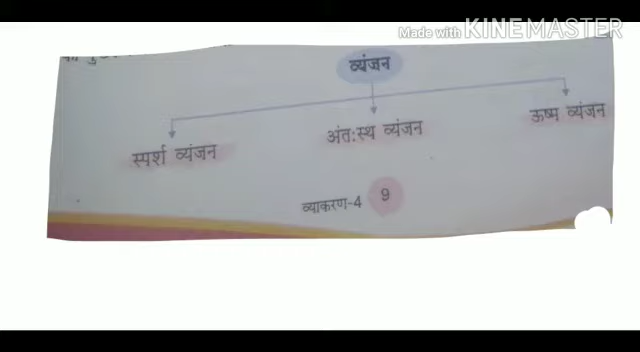 Made with KINEMASTER
व्यंजन
स्पर्श व्यंजन
अंतःस्थ व्यंजन
ऊष्म व्यंजन
व्याकरण-4 9